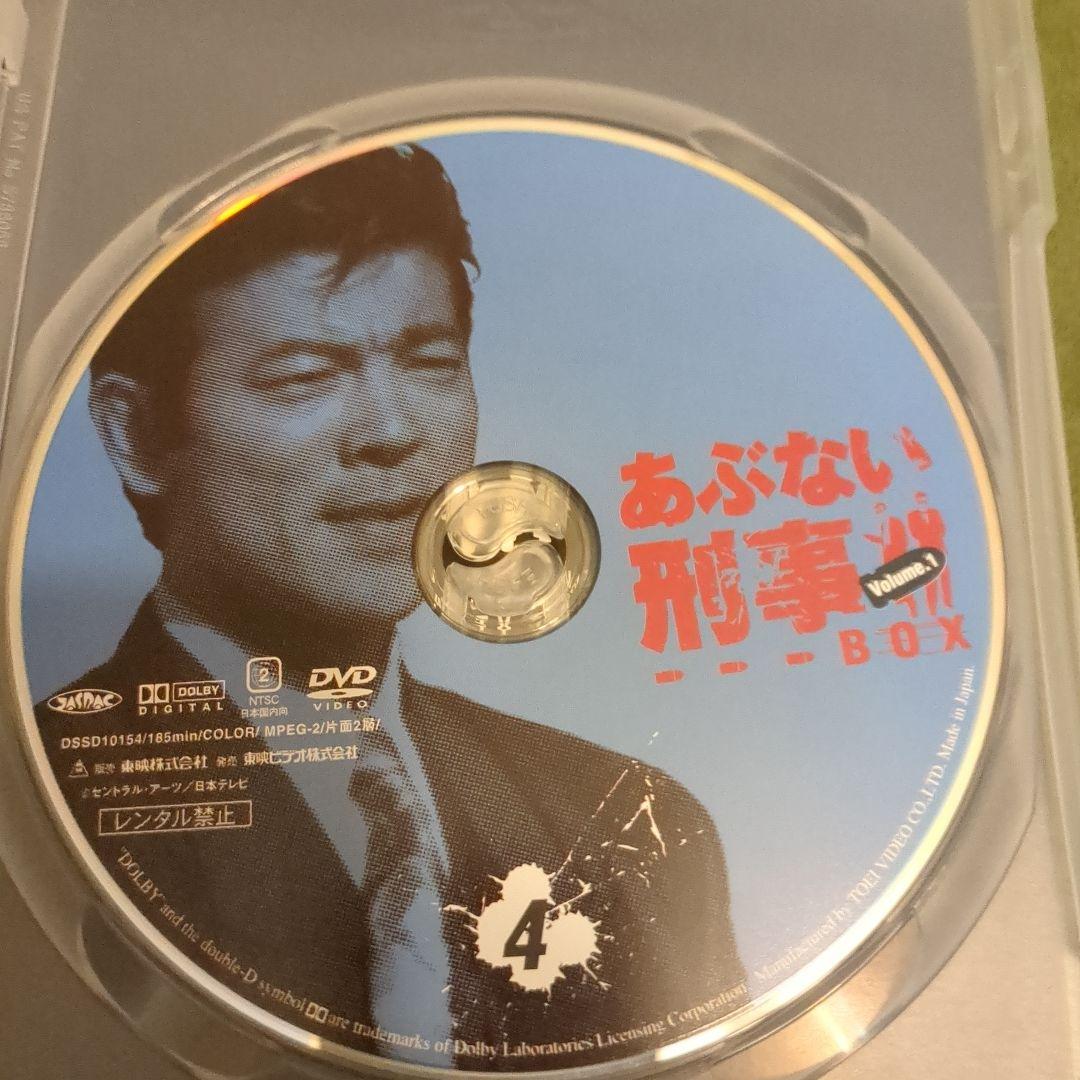 あぶない
刑事
Volume.1
BOX
JASRAC
DOLBY
DIGITAL
2
NTSC
日本国内向
DVD
VIDEO
DSSD10154/185min/COLOR/ MPEG-2/片面2層/
販売 東映株式会社 発売 東映ビデオ株式会社
©セントラル・アーツ/日本テレビ
レンタル禁止
4
"DOLBY" and the double-D symbol are trademarks of Dolby Laboratories Licensing Corporation. Manufactured by TOEI VIDEO CO.,LTD. Made in Japan.